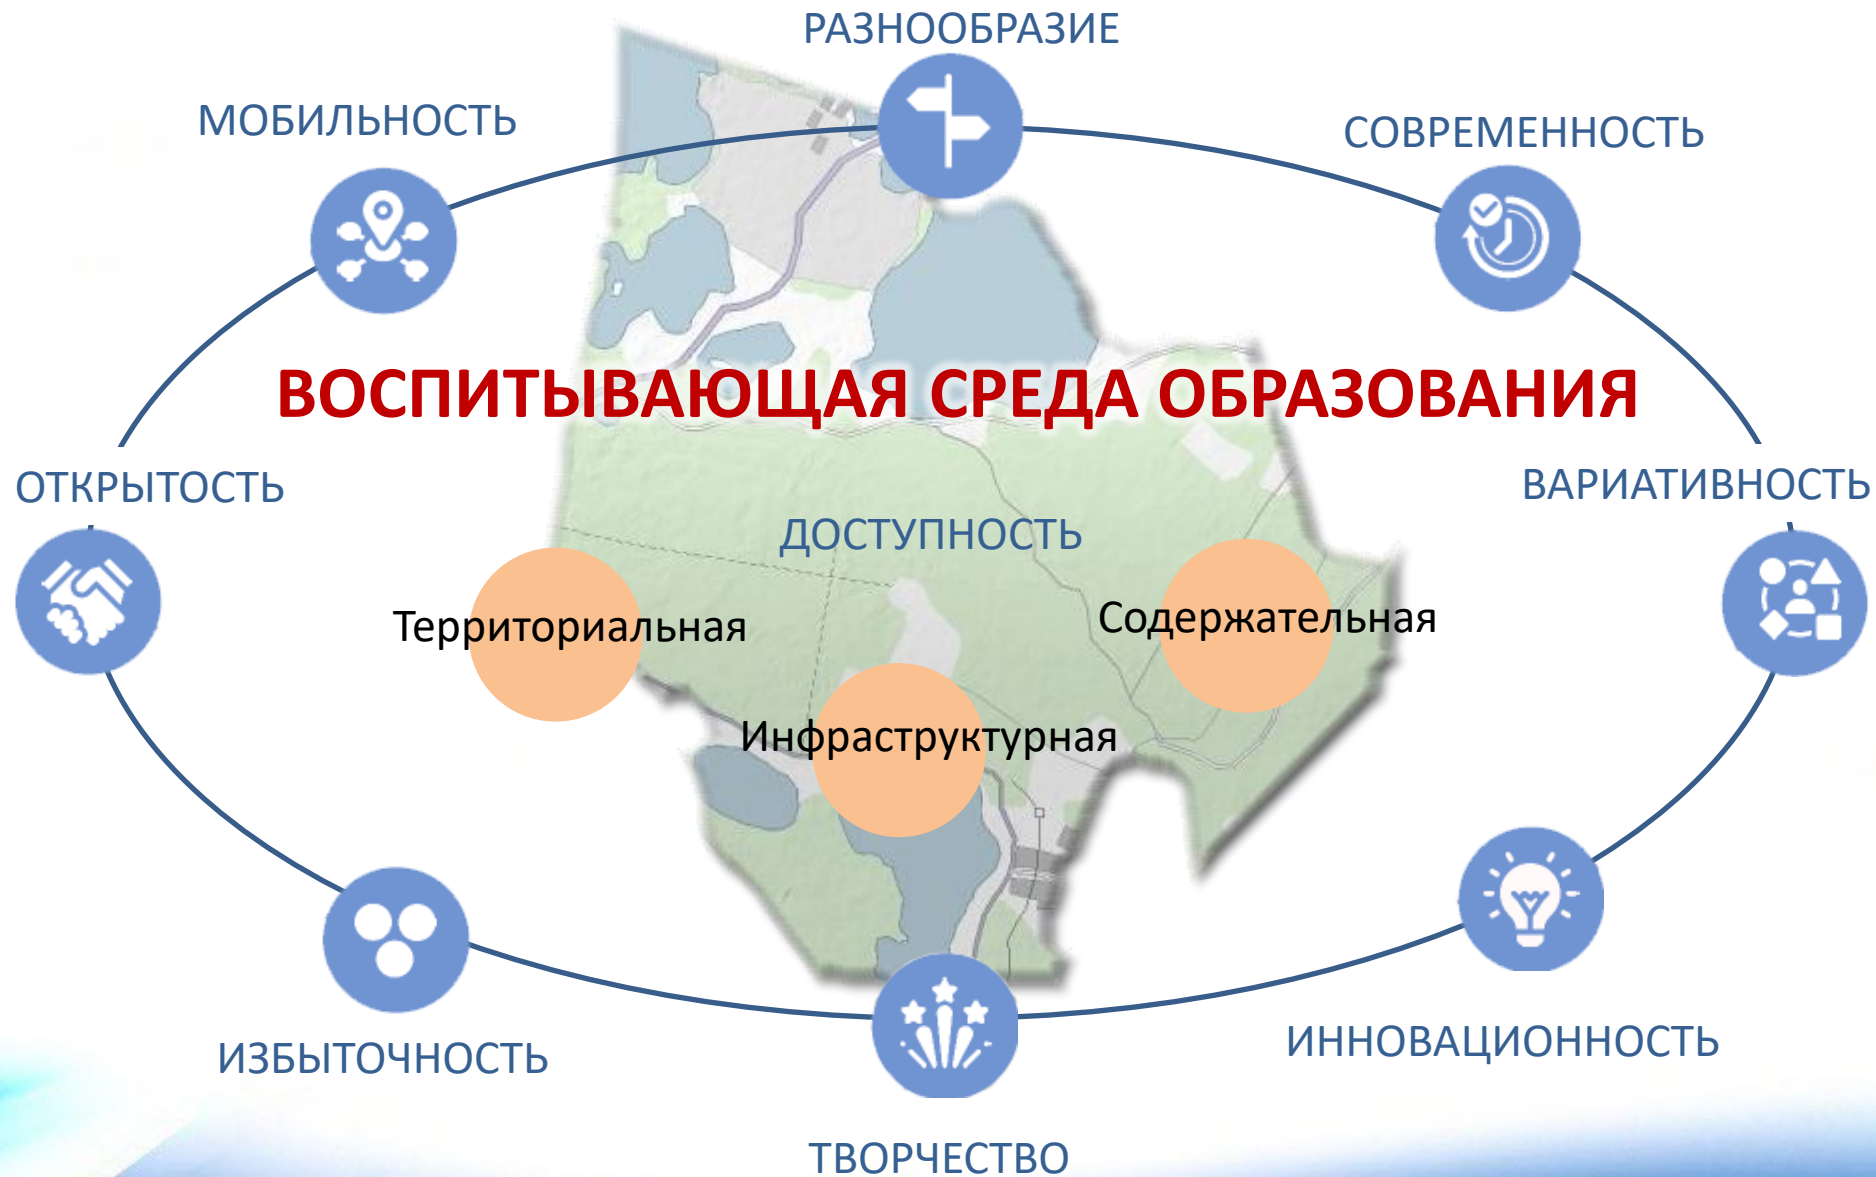 РАЗНООБРАЗИЕ
МОБИЛЬНОСТЬ
СОВРЕМЕННОСТЬ
ВОСПИТЫВАЮЩАЯ СРЕДА ОБРАЗОВАНИЯ
ОТКРЫТОСТЬ
ВАРИАТИВНОСТЬ
ДОСТУПНОСТЬ
Территориальная
Содержательная
Инфраструктурная
ИЗБЫТОЧНОСТЬ
ИННОВАЦИОННОСТЬ
ТВОРЧЕСТВО